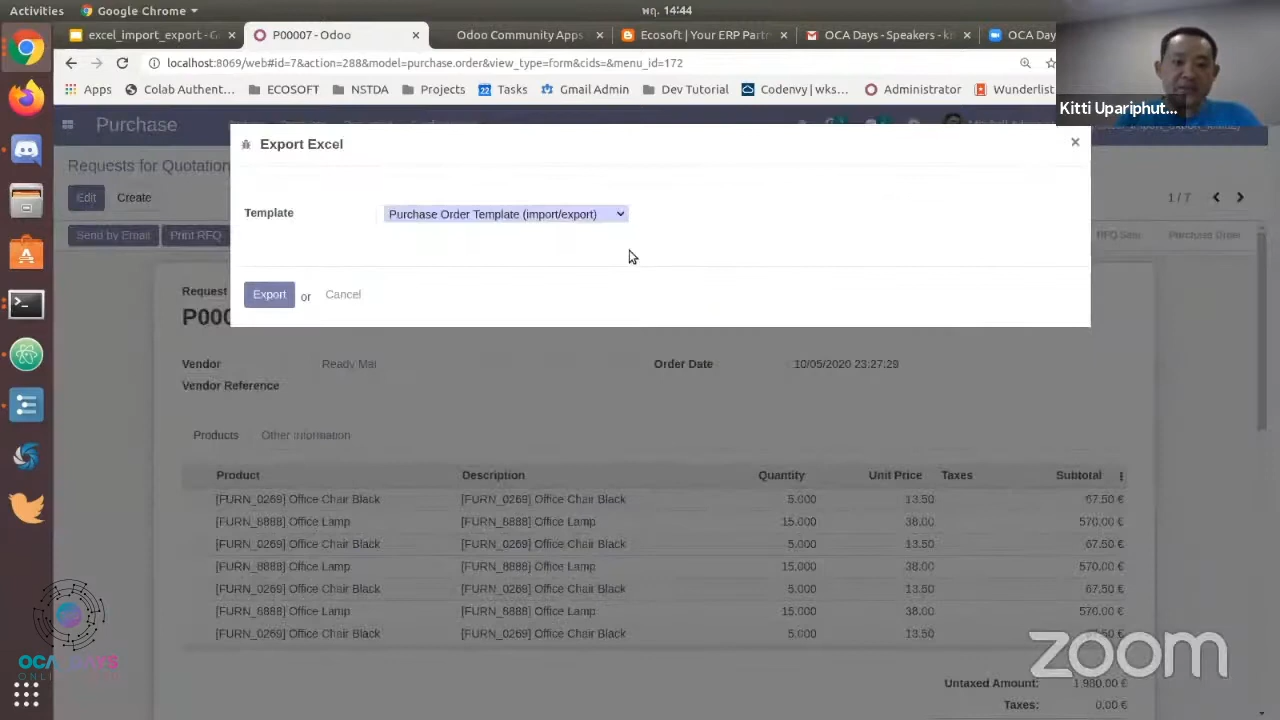 Activities Google Chrome พฤ. 14:44
excel_import_export - G P00007 - Odoo Odoo Community Apps Ecosoft | Your ERP Partn OCA Days - Speakers - ki OCA Day
localhost:8069/web#id=7&action=288&model=purchase.order&view_type=form&cids=&menu_id=172
Apps Colab Authent... ECOSOFT NSTDA Projects Tasks Gmail Admin Dev Tutorial Codenvy | wks... Administrator Wunderlist
Kitti Upariphut...
Purchase
Export Excel
Requests for Quotation
Edit Create
1 / 7
Template Purchase Order Template (import/export)
Send by Email Print RFQ RFQ Sent Purchase Order
Export or Cancel
Request
P000
Vendor Ready Mat Order Date 10/05/2020 23:27:29
Vendor Reference
Products Other Information
Product Description Quantity Unit Price Taxes Subtotal
[FURN_0269] Office Chair Black [FURN_0269] Office Chair Black 5.000 13.50 67.50 €
[FURN_8888] Office Lamp [FURN_8888] Office Lamp 15.000 38.00 570.00 €
[FURN_0269] Office Chair Black [FURN_0269] Office Chair Black 5.000 13.50 67.50 €
[FURN_8888] Office Lamp [FURN_8888] Office Lamp 15.000 38.00 570.00 €
[FURN_0269] Office Chair Black [FURN_0269] Office Chair Black 5.000 13.50 67.50 €
[FURN_8888] Office Lamp [FURN_8888] Office Lamp 15.000 38.00 570.00 €
[FURN_0269] Office Chair Black [FURN_0269] Office Chair Black 5.000 13.50 67.50 €
zoom
OCA DAYS
Untaxed Amount: 1,980.00 €
Taxes: 0.00 €